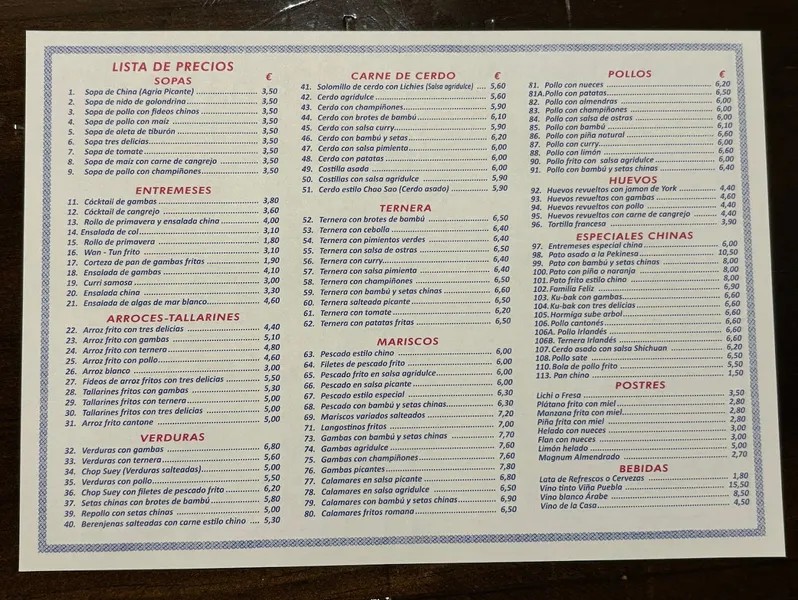 LISTA DE PRECIOS
SOPAS €
1. Sopa de China (Agria Picante) 3,50
2. Sopa de nido de golondrina 3,50
3. Sopa de pollo con fideos chinos 3,50
4. Sopa de pollo con maíz 3,50
5. Sopa de aleta de tiburón 3,50
6. Sopa tres delicias 3,50
7. Sopa de tomate 3,50
8. Sopa de maíz con carne de cangrejo 3,50
9. Sopa de pollo con champiñones 3,50
ENTREMESES
11. Cócktail de gambas 3,80
12. Cócktail de cangrejo 3,60
13. Rollo de primavera y ensalada china 4,00
14. Ensalada de col 3,10
15. Rollo de primavera 1,80
16. Wan - Tun frito 3,10
17. Corteza de pan de gambas fritas 1,90
18. Ensalada de gambas 4,10
19. Curri samosa 3,00
20. Ensalada china 3,30
21. Ensalada de algas de mar blanco 4,60
ARROCES-TALLARINES
22. Arroz frito con tres delicias 4,40
23. Arroz frito con gambas 5,10
24. Arroz frito con ternera 4,80
25. Arroz frito con pollo 4,60
26. Arroz blanco 3,00
27. Fideos de arroz fritos con tres delicias 5,50
28. Tallarines fritos con gambas 5,30
29. Tallarines fritos con ternera 5,00
30. Tallarines fritos con tres delicias 5,00
31. Arroz frito cantone 5,00
VERDURAS
32. Verduras con gambas 6,80
33. Verduras con ternera 5,60
34. Chop Suey (Verduras salteadas) 5,00
35. Verduras con pollo 5,50
36. Chop Suey con filetes de pescado frito 6,20
37. Setas chinas con brotes de bambú 5,80
39. Repollo con setas chinas 5,00
40. Berenjenas salteadas con carne estilo chino 5,30
CARNE DE CERDO €
41. Solomillo de cerdo con Lichies (Salsa agridulce) 5,60
42. Cerdo agridulce 5,60
43. Cerdo con champiñones 5,90
44. Cerdo con brotes de bambú 6,10
45. Cerdo con salsa curry 5,90
46. Cerdo con bambú y setas 6,20
47. Cerdo con salsa pimienta 6,00
48. Cerdo con patatas 6,00
49. Costilla asado 6,00
50. Costillas con salsa agridulce 5,90
51. Cerdo estilo Chao Sao (Cerdo asado) 5,90
TERNERA
52. Ternera con brotes de bambú 6,50
53. Ternera con cebolla 6,40
54. Ternera con pimientos verdes 6,40
55. Ternera con salsa de ostras 6,50
56. Ternera con curry 6,40
57. Ternera con salsa pimienta 6,40
58. Ternera con champiñones 6,50
59. Ternera con bambú y setas chinas 6,60
60. Ternera salteada picante 6,50
61. Ternera con tomate 6,20
62. Ternera con patatas fritas 6,50
MARISCOS
63. Pescado estilo chino 6,00
64. Filetes de pescado frito 6,00
65. Pescado frito en salsa agridulce 6,00
66. Pescado en salsa picante 6,00
67. Pescado estilo especial 6,30
68. Pescado con bambú y setas chinas 6,30
69. Mariscos variados salteados 7,20
71. Langostinos fritos 7,00
73. Gambas con bambú y setas chinas 7,70
74. Gambas agridulce 7,60
75. Gambas con champiñones 7,60
76. Gambas picantes 7,80
77. Calamares en salsa picante 6,80
78. Calamares en salsa agridulce 6,50
79. Calamares con bambú y setas chinas 6,90
80. Calamares fritos romana 6,50
POLLOS €
81. Pollo con nueces 6,20
81A. Pollo con patatas 6,50
82. Pollo con almendras 6,00
83. Pollo con champiñones 6,00
84. Pollo con salsa de ostras 6,00
85. Pollo con bambú 6,10
86. Pollo con piña natural 6,60
87. Pollo con curry 6,00
88. Pollo con limón 6,60
90. Pollo frito con salsa agridulce 6,00
91. Pollo con bambú y setas chinas 6,40
HUEVOS
92. Huevos revueltos con jamon de York 4,40
93. Huevos revueltos con gambas 4,60
94. Huevos revueltos con pollo 4,40
95. Huevos revueltos con carne de cangrejo 4,40
96. Tortilla francesa 3,90
ESPECIALES CHINAS
97. Entremeses especial china 6,00
98. Pato asado a la Pekinesa 10,50
99. Pato con bambú y setas chinas 8,00
100. Pato con piña o naranja 8,00
101. Pato frito estilo chino 8,00
102. Familia Feliz 6,90
103. Ku-bak con gambas 6,60
104. Ku-bak con tres delicias 6,60
105. Hormiga sube arbol 6,60
106. Pollo cantonés 6,60
106A. Pollo Irlandés 6,60
106B. Ternera Irlandés 6,60
107. Cerdo asado con salsa Shichuan 6,20
108. Pollo sate 6,50
110. Bola de pollo frito 5,50
113. Pan chino 1,50
POSTRES
Lichi o Fresa 3,50
Plátano frito con miel 2,80
Manzana frito con miel 2,80
Piña frita con miel 2,80
Helado con nueces 3,00
Flan con nueces 3,00
Limón helado 5,00
Magnum Almendrado 2,70
BEBIDAS
Lata de Refrescos o Cervezas 1,80
Vino tinto Viña Puebla 15,50
Vino blanco Árabe 8,50
Vino de la Casa 4,50